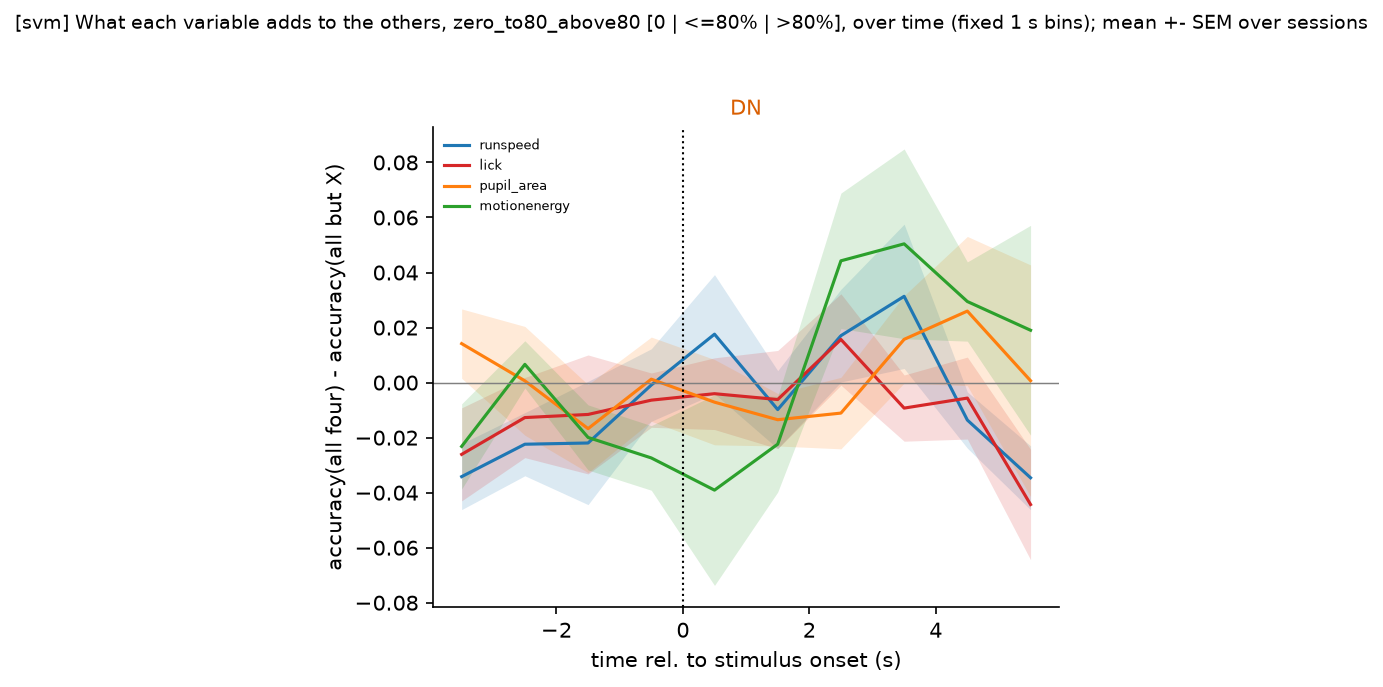 [svm] What each variable adds to the others, zero_to80_above80 [0 | <=80% | >80%], over time (fixed 1 s bins); mean +- SEM over sessions
DN
runspeed
lick
pupil_area
motionenergy
accuracy(all four) - accuracy(all but X)
0.08
0.06
0.04
0.02
0.00
−0.02
−0.04
−0.06
−0.08
−2
0
2
4
time rel. to stimulus onset (s)